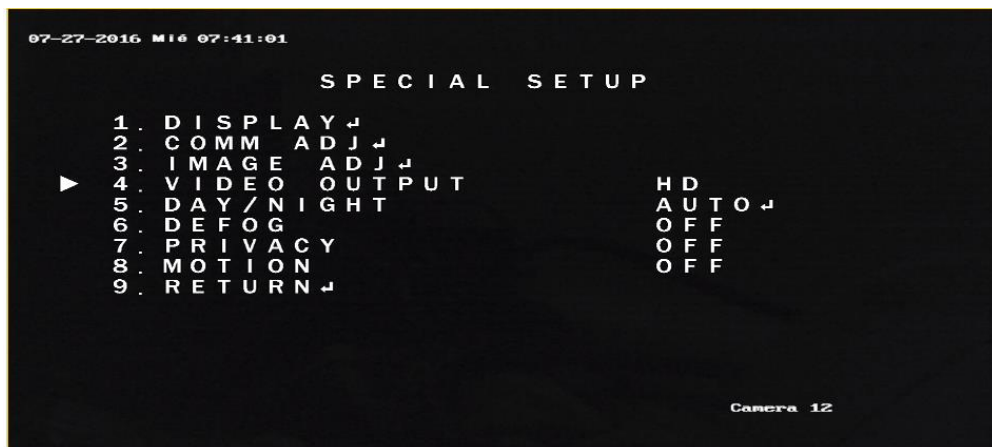 07-27-2016 Mié 07:41:01
SPECIAL SETUP
1. DISPLAY↵
2. COMM ADJ↵
3. IMAGE ADJ↵
▶ 4. VIDEO OUTPUT HD
5. DAY/NIGHT AUTO↵
6. DEFOG OFF
7. PRIVACY OFF
8. MOTION OFF
9. RETURN↵
Camera 12